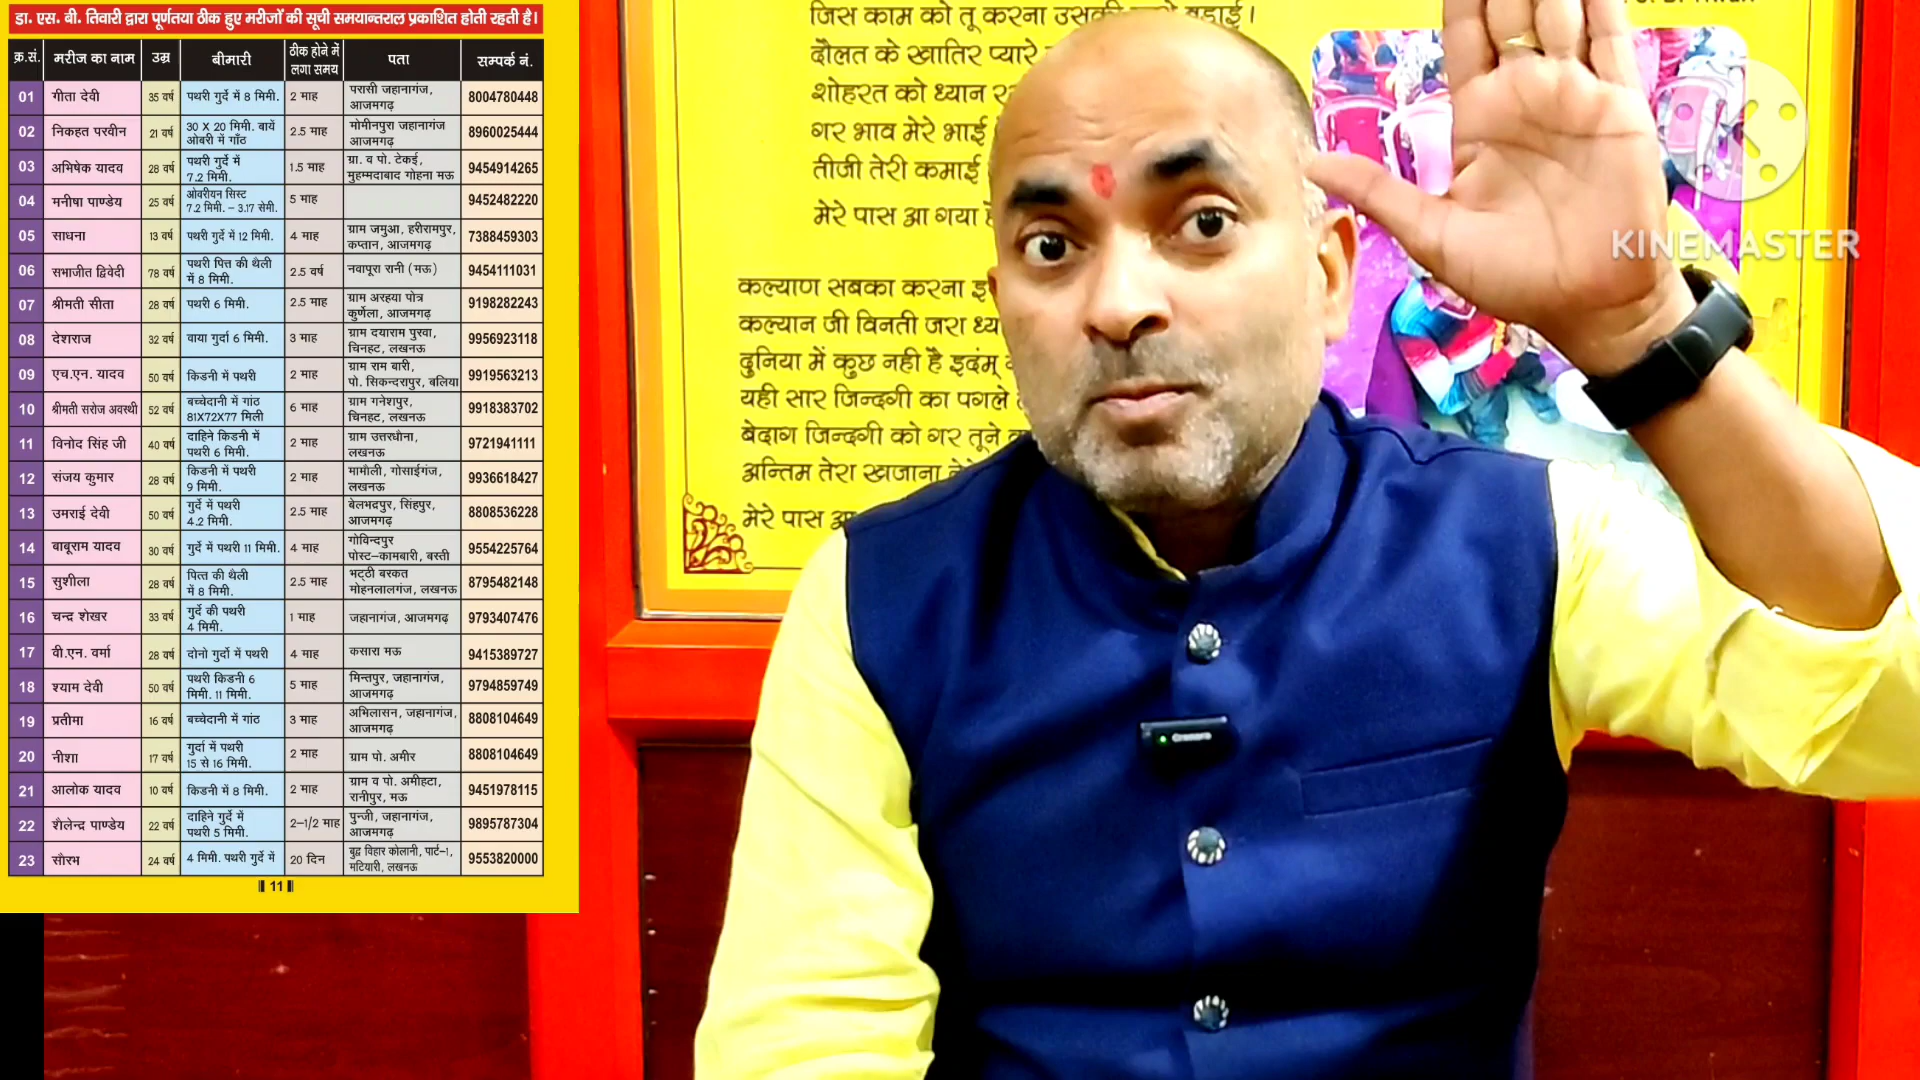 डा. एस. बी. तिवारी द्वारा पूर्णतया ठीक हुए मरीजों की सूची समयान्तराल प्रकाशित होती रहती है।
क्र.सं. मरीज का नाम उम्र बीमारी ठीक होने में लगा समय पता सम्पर्क नं.
01 गीता देवी 35 वर्ष पथरी गुर्दे में 8 मिमी. 2 माह परासी जहानागंज, आजमगढ़ 8004780448
02 निकहत परवीन 21 वर्ष 30 X 20 मिमी. बायें ओबरी में गाँठ 2.5 माह मोमीनपुरा जहानागंज आजमगढ़ 8960025444
03 अभिषेक यादव 28 वर्ष पथरी गुर्दे में 7.2 मिमी. 1.5 माह ग्रा. व पो. टेकई, मुहम्मदाबाद गोहना मऊ 9454914265
04 मनीषा पाण्डेय 25 वर्ष ओवरीयन सिस्ट 7.2 मिमी. – 3.17 सेमी. 5 माह 9452482220
05 साधना 13 वर्ष पथरी गुर्दे में 12 मिमी. 4 माह ग्राम जमुआ, हरीरामपुर, कप्तान, आजमगढ़ 7388459303
06 सभाजीत द्विवेदी 78 वर्ष पथरी पित्त की थैली में 8 मिमी. 2.5 वर्ष नवापूरा रानी (मऊ) 9454111031
07 श्रीमती सीता 28 वर्ष पथरी 6 मिमी. 2.5 माह ग्राम अरहया पोत्र कुर्णेला, आजमगढ़ 9198282243
08 देशराज 32 वर्ष वाया गुर्दा 6 मिमी. 3 माह ग्राम दयाराम पुरवा, चिनहट, लखनऊ 9956923118
09 एच.एन. यादव 50 वर्ष किडनी में पथरी 2 माह ग्राम राम बारी, पो. सिकन्दरापुर, बलिया 9919563213
10 श्रीमती सरोज अवस्थी 52 वर्ष बच्चेदानी में गांठ 81X72X77 मिली 6 माह ग्राम गनेशपुर, चिनहट, लखनऊ 9918383702
11 विनोद सिंह जी 40 वर्ष दाहिने किडनी में पथरी 6 मिमी. 2 माह ग्राम उत्तरधौना, लखनऊ 9721941111
12 संजय कुमार 28 वर्ष किडनी में पथरी 9 मिमी. 2 माह मामौली, गोसाईगंज, लखनऊ 9936618427
13 उमराई देवी 50 वर्ष गुर्दे में पथरी 4.2 मिमी. 2.5 माह बेलभद्रपुर, सिंहपुर, आजमगढ़ 8808536228
14 बाबूराम यादव 30 वर्ष गुर्दे में पथरी 11 मिमी. 4 माह गोविन्दपुर पोस्ट–कामबारी, बस्ती 9554225764
15 सुशीला 28 वर्ष पित्त की थैली में 8 मिमी. 2.5 माह भट्ठी बरकत मोहनलालगंज, लखनऊ 8795482148
16 चन्द्र शेखर 33 वर्ष गुर्दे की पथरी 4 मिमी. 1 माह जहानागंज, आजमगढ़ 9793407476
17 वी.एन. वर्मा 28 वर्ष दोनो गुर्दो में पथरी 4 माह कसारा मऊ 9415389727
18 श्याम देवी 50 वर्ष पथरी किडनी 6 मिमी. 11 मिमी. 5 माह मिन्तपुर, जहानागंज, आजमगढ़ 9794859749
19 प्रतीमा 16 वर्ष बच्चेदानी में गांठ 3 माह अभिलासन, जहानागंज, आजमगढ़ 8808104649
20 नीशा 17 वर्ष गुर्दा में पथरी 15 से 16 मिमी. 2 माह ग्राम पो. अमीर 8808104649
21 आलोक यादव 10 वर्ष किडनी में 8 मिमी. 2 माह ग्राम व पो. अमीहटा, रानीपुर, मऊ 9451978115
22 शैलेन्द्र पाण्डेय 22 वर्ष दाहिने गुर्दे में पथरी 5 मिमी. 2–1/2 माह पुन्जी, जहानागंज, आजमगढ़ 9895787304
23 सौरभ 24 वर्ष 4 मिमी. पथरी गुर्दे में 20 दिन बुद्व विहार कोलानी, पार्ट–1, मटियारी, लखनऊ 9553820000
11
जिस काम को तू करना उसकी बड़ाई।
दौलत के खातिर प्यारे
शोहरत को ध्यान
गर भाव मेरे भाई
तीजी तेरी कमाई
मेरे पास आ गया
कल्याण सबका करना
कल्यान जी विनती जरा
दुनिया में कुछ नही है इदंम्
यही सार जिन्दगी का पगले
बेदाग जिन्दगी को गर तूने
अन्तिम तेरा खजाना
मेरे पास
KINEMASTER